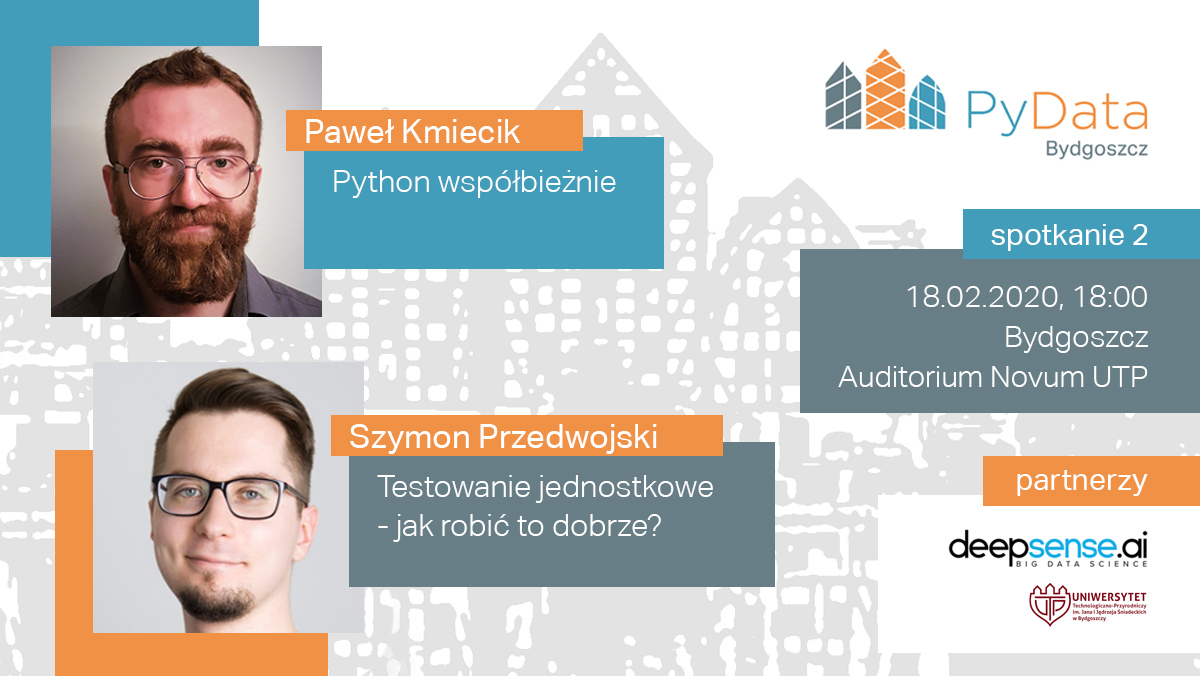 Paweł Kmiecik
Python współbieżnie
PyData
Bydgoszcz
spotkanie 2
18.02.2020, 18:00
Bydgoszcz
Auditorium Novum UTP
Szymon Przedwojski
Testowanie jednostkowe
- jak robić to dobrze?
partnerzy
deepsense.ai
BIG DATA SCIENCE
UTP
UNIWERSYTET
Technologiczno-Przyrodniczy
im. Jana i Jędrzeja Śniadeckich
w Bydgoszczy